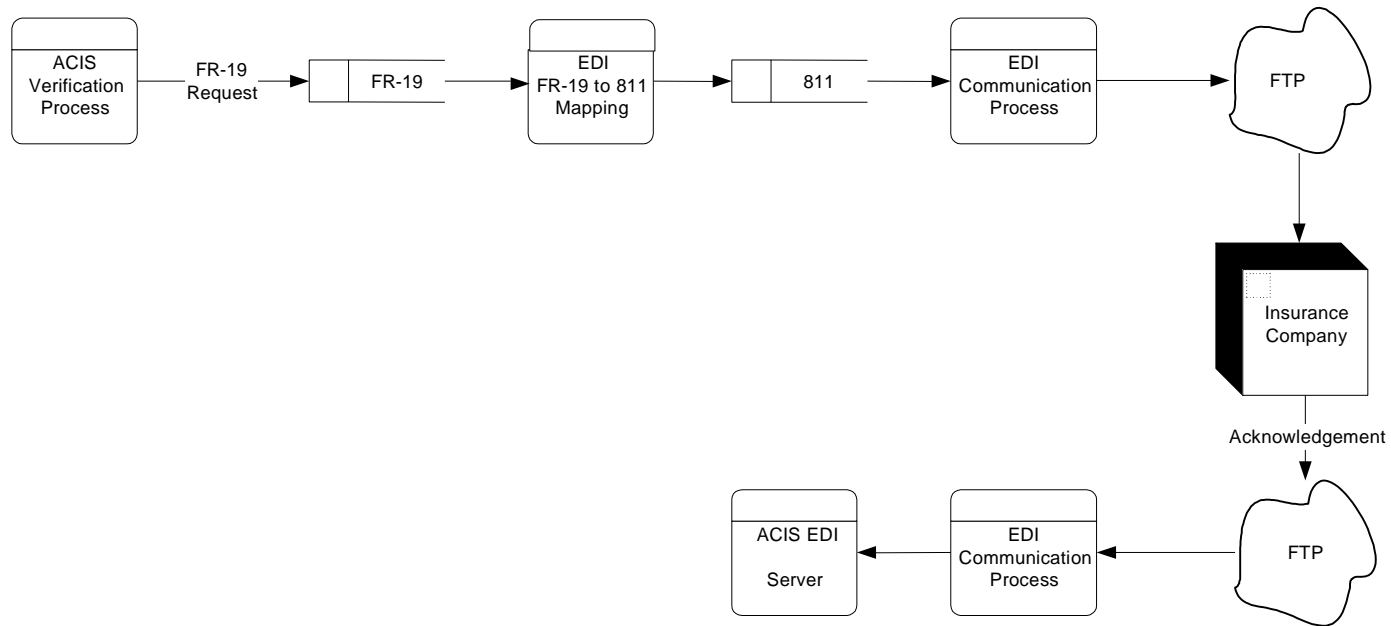 ACIS
Verification
Process
FR-19
Request
FR-19
EDI
FR-19 to 811
Mapping
811
EDI
Communication
Process
FTP
Insurance
Company
Acknowledgement
ACIS EDI
Server
EDI
Communication
Process
FTP